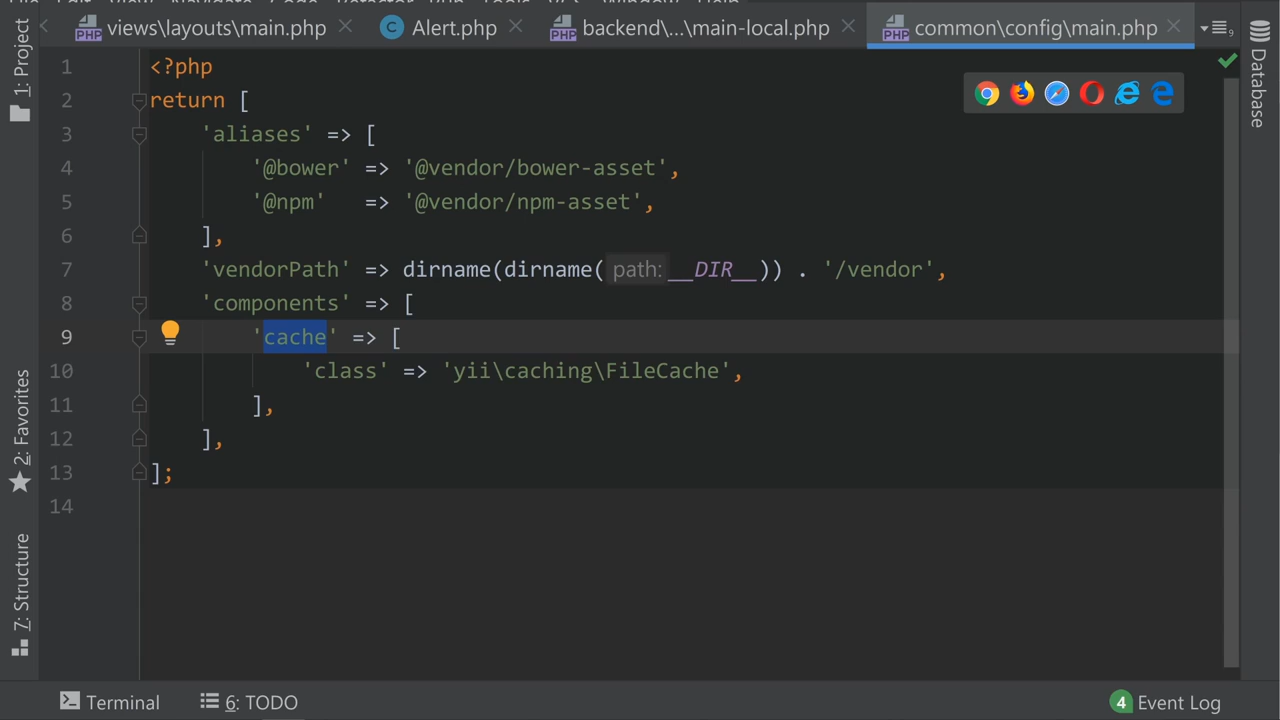 views\layouts\main.php
Alert.php
backend\...\main-local.php
common\config\main.php
9
1: Project
2: Favorites
7: Structure
Database
1 <?php
2 return [
3 'aliases' => [
4 '@bower' => '@vendor/bower-asset',
5 '@npm'   => '@vendor/npm-asset',
6 ],
7 'vendorPath' => dirname(dirname( path: __DIR__)) . '/vendor',
8 'components' => [
9 'cache' => [
10 'class' => 'yii\caching\FileCache',
11 ],
12 ],
13 ];
14
Terminal
6: TODO
4 Event Log